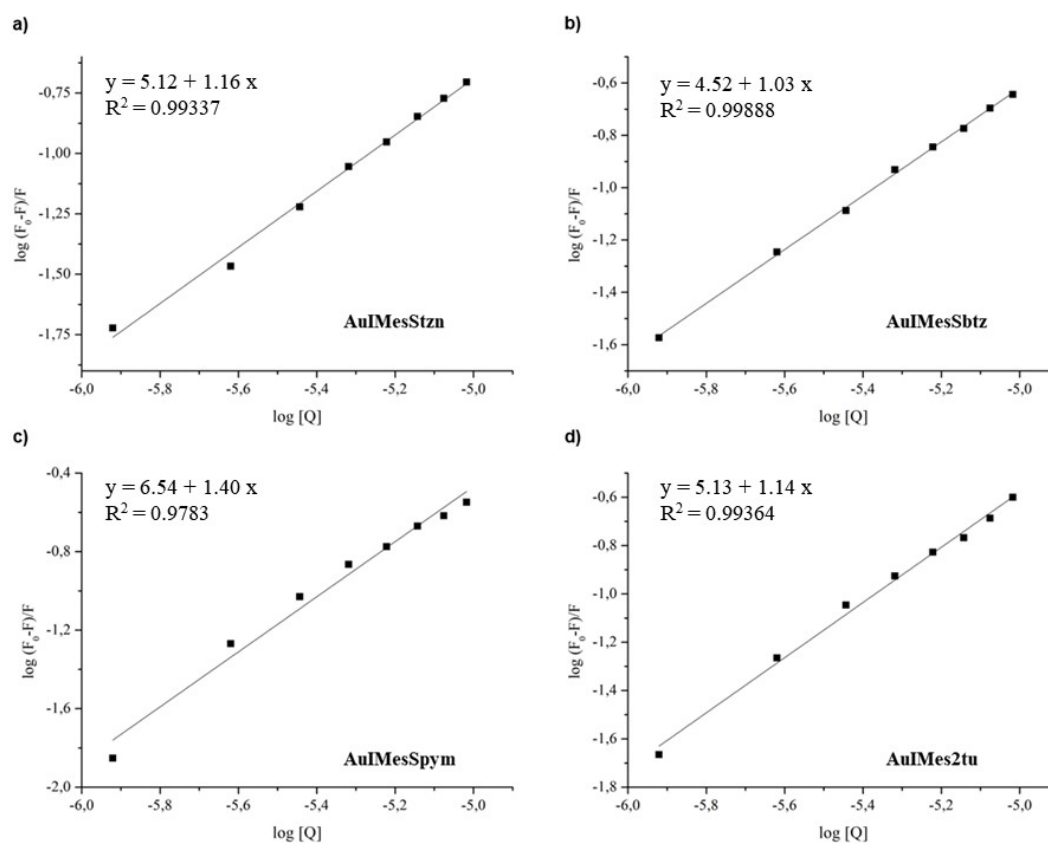 a)
y = 5.12 + 1.16 x
R² = 0.99337
-0,75
-1,00
-1,25
-1,50
-1,75
log (F₀-F)/F
AuIMesStzn
-6,0 -5,8 -5,6 -5,4 -5,2 -5,0
log [Q]
b)
y = 4.52 + 1.03 x
R² = 0.99888
-0,6
-0,8
-1,0
-1,2
-1,4
-1,6
log (F₀-F)/F
AuIMesSbtz
-6,0 -5,8 -5,6 -5,4 -5,2 -5,0
log [Q]
c)
-0,4
y = 6.54 + 1.40 x
R² = 0.9783
-0,8
-1,2
-1,6
-2,0
log (F₀-F)/F
AuIMesSpym
-6,0 -5,8 -5,6 -5,4 -5,2 -5,0
log [Q]
d)
y = 5.13 + 1.14 x
R² = 0.99364
-0,6
-0,8
-1,0
-1,2
-1,4
-1,6
-1,8
log (F₀-F)/F
AuIMes2tu
-6,0 -5,8 -5,6 -5,4 -5,2 -5,0
log [Q]